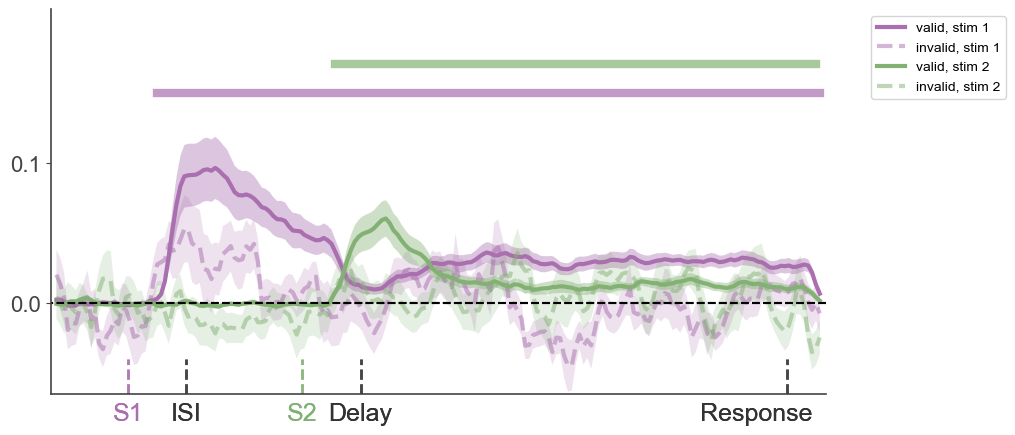 valid, stim 1
invalid, stim 1
valid, stim 2
invalid, stim 2
0.1
0.0
S1 ISI S2 Delay Response